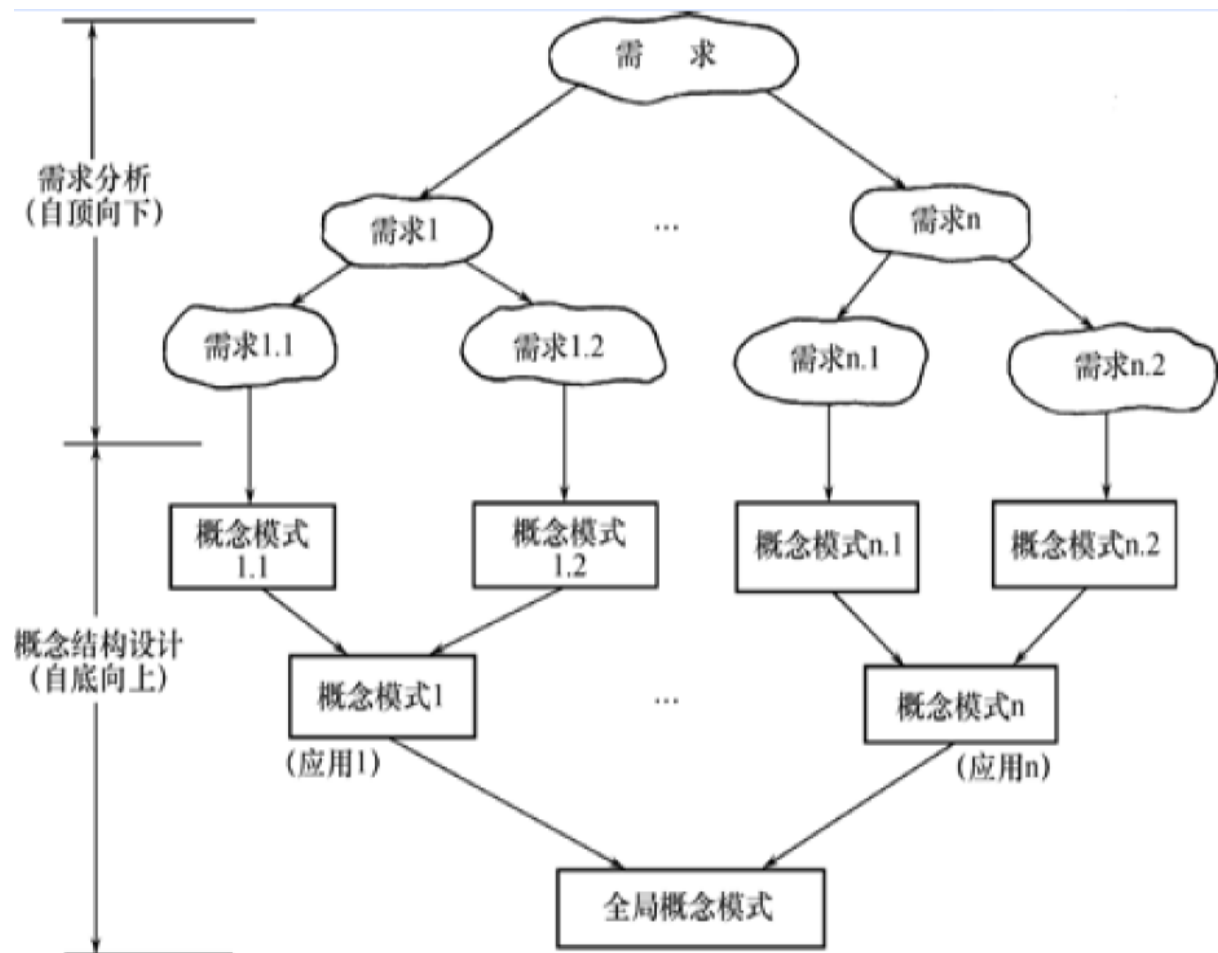 需 求
需求分析
(自顶向下)
需求1
...
需求n
需求1.1
需求1.2
需求n.1
需求n.2
概念模式
1.1
概念模式
1.2
概念模式n.1
概念模式n.2
概念结构设计
(自底向上)
概念模式1
...
概念模式n
(应用1)
(应用n)
全局概念模式